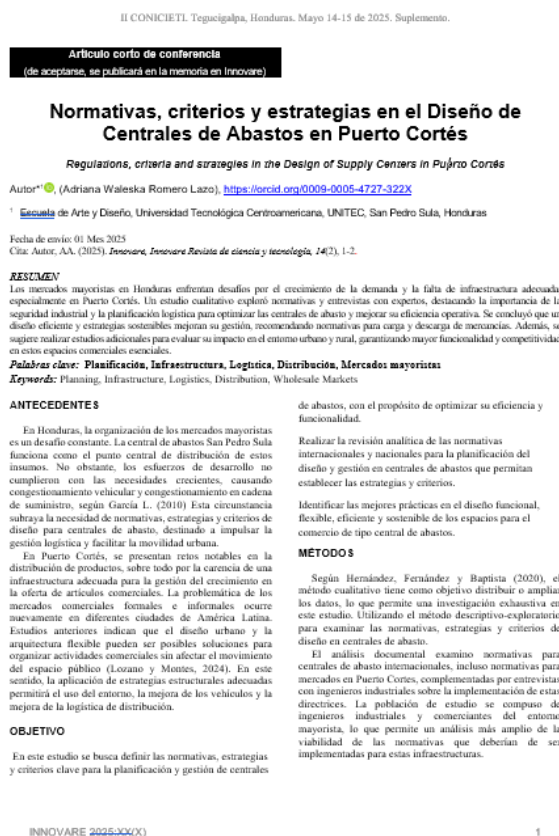 II CONICIETI. Tegucigalpa, Honduras. Mayo 14-15 de 2025. Suplemento.
Artículo corto de conferencia
(de aceptarse, se publicará en la memoria en Innovare)
Normativas, criterios y estrategias en el Diseño de
Centrales de Abastos en Puerto Cortés
Regulations, criteria and strategies in the Design of Supply Centers in Puerto Cortés
Autor*¹, (Adriana Waleska Romero Lazo), https://orcid.org/0009-0005-4727-322X
¹ Escuela de Arte y Diseño, Universidad Tecnológica Centroamericana, UNITEC, San Pedro Sula, Honduras
Fecha de envío: 01 Mes 2025
Cita: Autor, AA. (2025). Innovare, Innovare Revista de ciencia y tecnología, 14(2), 1-2.
RESUMEN
Los mercados mayoristas en Honduras enfrentan desafíos por el crecimiento de la demanda y la falta de infraestructura adecuada
especialmente en Puerto Cortés. Un estudio cualitativo exploró normativas y entrevistas con expertos, destacando la importancia de la
seguridad industrial y la planificación logística para optimizar las centrales de abasto y mejorar su eficiencia operativa. Se concluyó que un
diseño eficiente y estrategias sostenibles mejoran su gestión, recomendando normativas para carga y descarga de mercancías. Además, se
sugiere realizar estudios adicionales para evaluar su impacto en el entorno urbano y rural, garantizando mayor funcionalidad y competitividad
en estos espacios comerciales esenciales.
Palabras clave: Planificación, Infraestructura, Logística, Distribución, Mercados mayoristas
Keywords: Planning, Infrastructure, Logistics, Distribution, Wholesale Markets
ANTECEDENTES
En Honduras, la organización de los mercados mayoristas
es un desafío constante. La central de abastos San Pedro Sula
funciona como el punto central de distribución de estos
insumos. No obstante, los esfuerzos de desarrollo no
cumplieron con las necesidades crecientes, causando
congestionamiento vehicular y congestionamiento en cadena
de suministro, según García L. (2010) Esta circunstancia
subraya la necesidad de normativas, estrategias y criterios de
diseño para centrales de abasto, destinado a impulsar la
gestión logística y facilitar la movilidad urbana.
En Puerto Cortés, se presentan retos notables en la
distribución de productos, sobre todo por la carencia de una
infraestructura adecuada para la gestión del crecimiento en
la oferta de artículos comerciales. La problemática de los
mercados comerciales formales e informales ocurre
nuevamente en diferentes ciudades de América Latina.
Estudios anteriores indican que el diseño urbano y la
arquitectura flexible pueden ser posibles soluciones para
organizar actividades comerciales sin afectar el movimiento
del espacio público (Lozano y Montes, 2024). En este
sentido, la aplicación de estrategias estructurales adecuadas
permitirá el uso del entorno, la mejora de los vehículos y la
mejora de la logística de distribución.
OBJETIVO
En este estudio se busca definir las normativas, estrategias
y criterios clave para la planificación y gestión de centrales
de abastos, con el propósito de optimizar su eficiencia y
funcionalidad.
Realizar la revisión analítica de las normativas
internacionales y nacionales para la planificación del
diseño y gestión en centrales de abastos que permitan
establecer las estrategias y criterios.
Identificar las mejores prácticas en el diseño funcional,
flexible, eficiente y sostenible de los espacios para el
comercio de tipo central de abastos.
MÉTODOS
Según Hernández, Fernández y Baptista (2020), el
método cualitativo tiene como objetivo distribuir o ampliar
los datos, lo que permite una investigación exhaustiva en
este estudio. Utilizando el método descriptivo-exploratorio
para examinar las normativas, estrategias y criterios de
diseño en centrales de abasto.
El análisis documental examino normativas para
centrales de abasto internacionales, incluso normativas para
mercados en Puerto Cortes, complementadas por entrevistas
con ingenieros industriales sobre la implementación de estas
directrices. La población de estudio se compuso de
ingenieros industriales y comerciantes del entorno
mayorista, lo que permite un análisis más amplio de la
viabilidad de las normativas que deberían de ser
implementadas para estas infraestructuras.
INNOVARE 2025:XX(X)
1